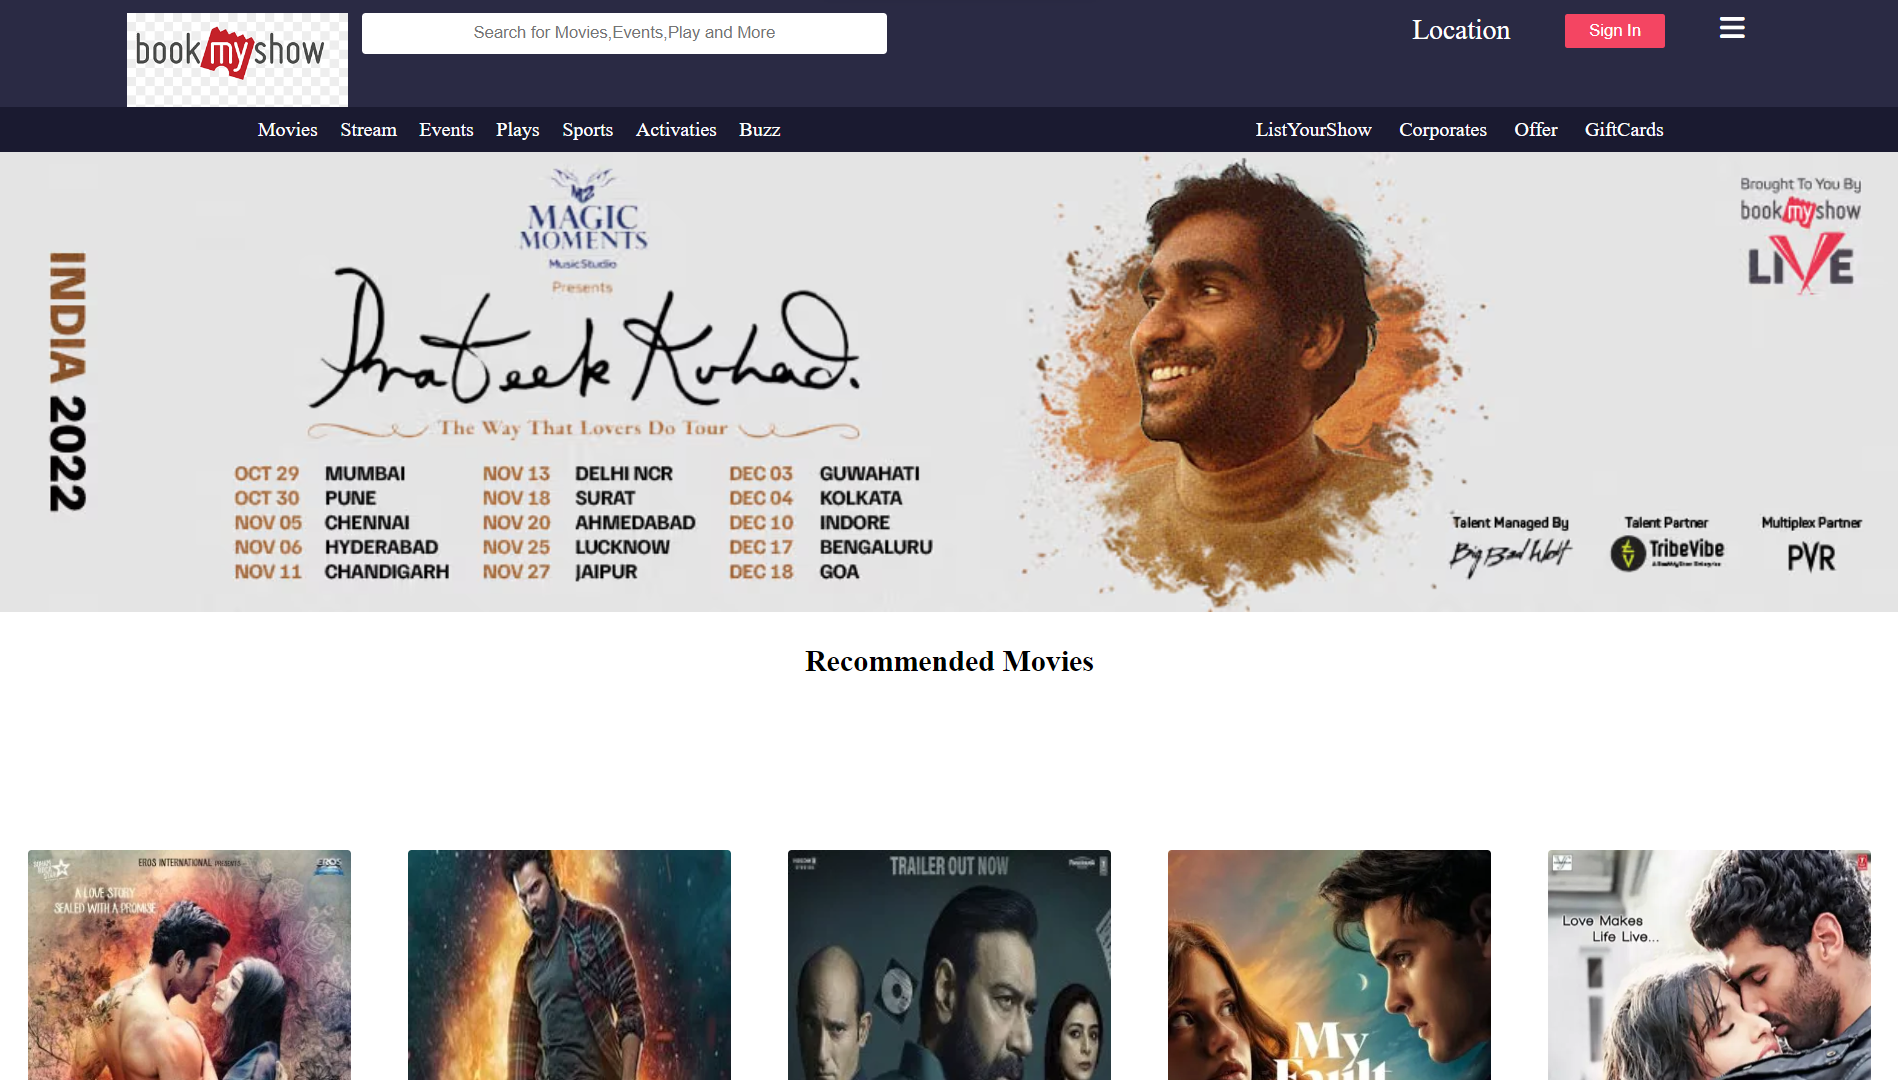 bookmyshow
Search for Movies,Events,Play and More
Location
Sign In
Movies Stream Events Plays Sports Activaties Buzz
ListYourShow Corporates Offer GiftCards
INDIA 2022
MAGIC
MOMENTS
Music Studio
Presents
Prateek Kuhad.
The Way That Lovers Do Tour
OCT 29 MUMBAI NOV 13 DELHI NCR DEC 03 GUWAHATI
OCT 30 PUNE NOV 18 SURAT DEC 04 KOLKATA
NOV 05 CHENNAI NOV 20 AHMEDABAD DEC 10 INDORE
NOV 06 HYDERABAD NOV 25 LUCKNOW DEC 17 BENGALURU
NOV 11 CHANDIGARH NOV 27 JAIPUR DEC 18 GOA
Brought To You By
bookmyshow
LIVE
Talent Managed By
Big Bad Wolf
Talent Partner
TribeVibe
A BookMyShow Enterprise
Multiplex Partner
PVR
Recommended Movies
EROS INTERNATIONAL PRESENTS
EROS
A LOVE STORY
SEALED WITH A PROMISE
TRAILER OUT NOW
My
Fault
Love Makes
Life Live...